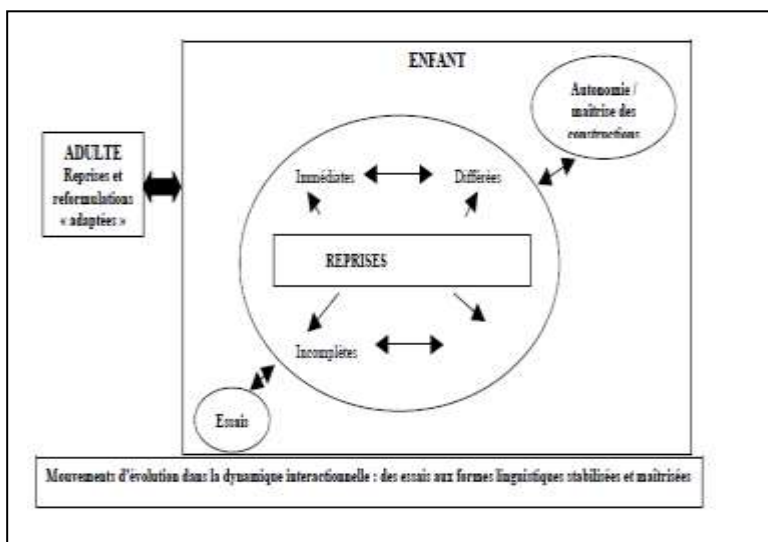 ENFANT
Autonomie /
maîtrise des
constructions
ADULTE
Reprises et
reformulations
« adaptées »
Immédiates
Différées
REPRISES
Incomplètes
Essais
Mouvements d'évolution dans la dynamique interactionnelle : des essais aux formes linguistiques stabilisées et maîtrisées